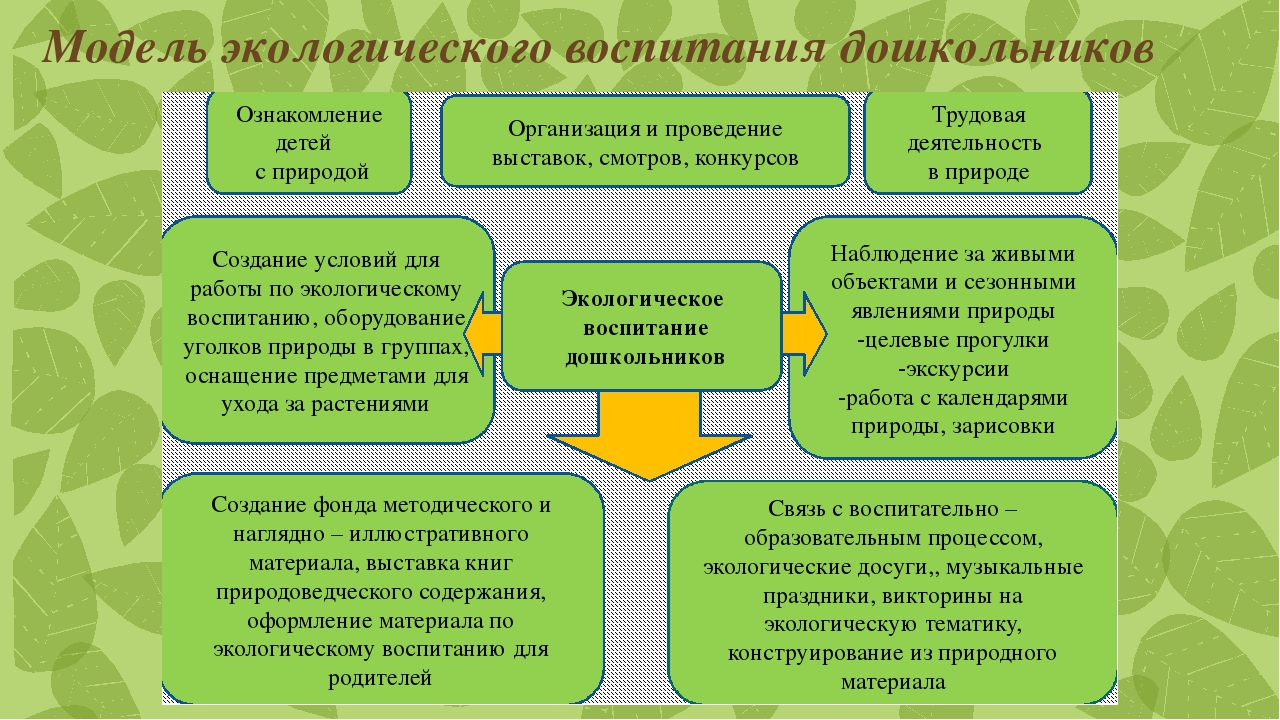 Модель экологического воспитания дошкольников
Ознакомление
детей
с природой
Организация и проведение
выставок, смотров, конкурсов
Трудовая
деятельность
в природе
Создание условий для
работы по экологическому
воспитанию, оборудование
уголков природы в группах,
оснащение предметами для
ухода за растениями
Экологическое
воспитание
дошкольников
Наблюдение за живыми
объектами и сезонными
явлениями природы
-целевые прогулки
-экскурсии
-работа с календарями
природы, зарисовки
Создание фонда методического и
наглядно – иллюстративного
материала, выставка книг
природоведческого содержания,
оформление материала по
экологическому воспитанию для
родителей
Связь с воспитательно –
образовательным процессом,
экологические досуги,, музыкальные
праздники, викторины на
экологическую тематику,
конструирование из природного
материала